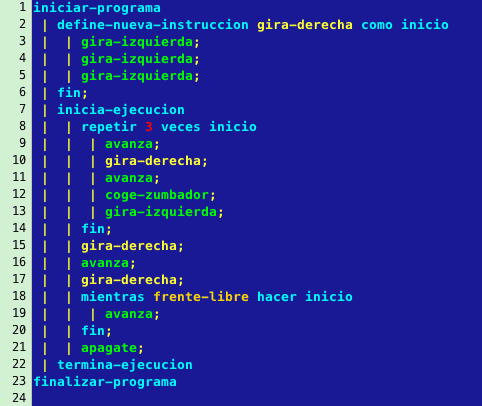 1 iniciar-programa
2 | define-nueva-instruccion gira-derecha como inicio
3 | | gira-izquierda;
4 | | gira-izquierda;
5 | | gira-izquierda;
6 | fin;
7 | inicia-ejecucion
8 | | repetir 3 veces inicio
9 | | | avanza;
10 | | | gira-derecha;
11 | | | avanza;
12 | | | coge-zumbador;
13 | | | gira-izquierda;
14 | | fin;
15 | | gira-derecha;
16 | | avanza;
17 | | gira-derecha;
18 | | mientras frente-libre hacer inicio
19 | | | avanza;
20 | | fin;
21 | | apagate;
22 | termina-ejecucion
23 finalizar-programa
24